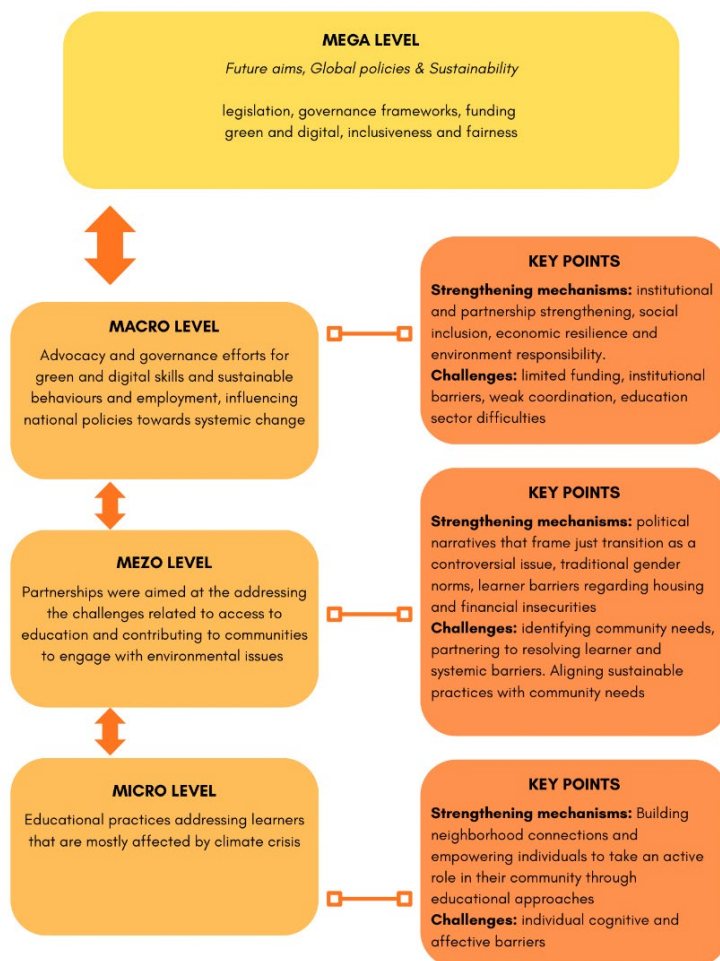 MEGA LEVEL
Future aims, Global policies & Sustainability
legislation, governance frameworks, funding
green and digital, inclusiveness and fairness
MACRO LEVEL
Advocacy and governance efforts for
green and digital skills and sustainable
behaviours and employment, influencing
national policies towards systemic change
KEY POINTS
Strengthening mechanisms: institutional
and partnership strengthening, social
inclusion, economic resilience and
environment responsibility.
Challenges: limited funding, institutional
barriers, weak coordination, education
sector difficulties
MEZO LEVEL
Partnerships were aimed at the addressing
the challenges related to access to
education and contributing to communities
to engage with environmental issues
KEY POINTS
Strengthening mechanisms: political
narratives that frame just transition as a
controversial issue, traditional gender
norms, learner barriers regarding housing
and financial insecurities
Challenges: identifying community needs,
partnering to resolving learner and
systemic barriers. Aligning sustainable
practices with community needs
MICRO LEVEL
Educational practices addressing learners
that are mostly affected by climate crisis
KEY POINTS
Strengthening mechanisms: Building
neighborhood connections and
empowering individuals to take an active
role in their community through
educational approaches
Challenges: individual cognitive and
affective barriers